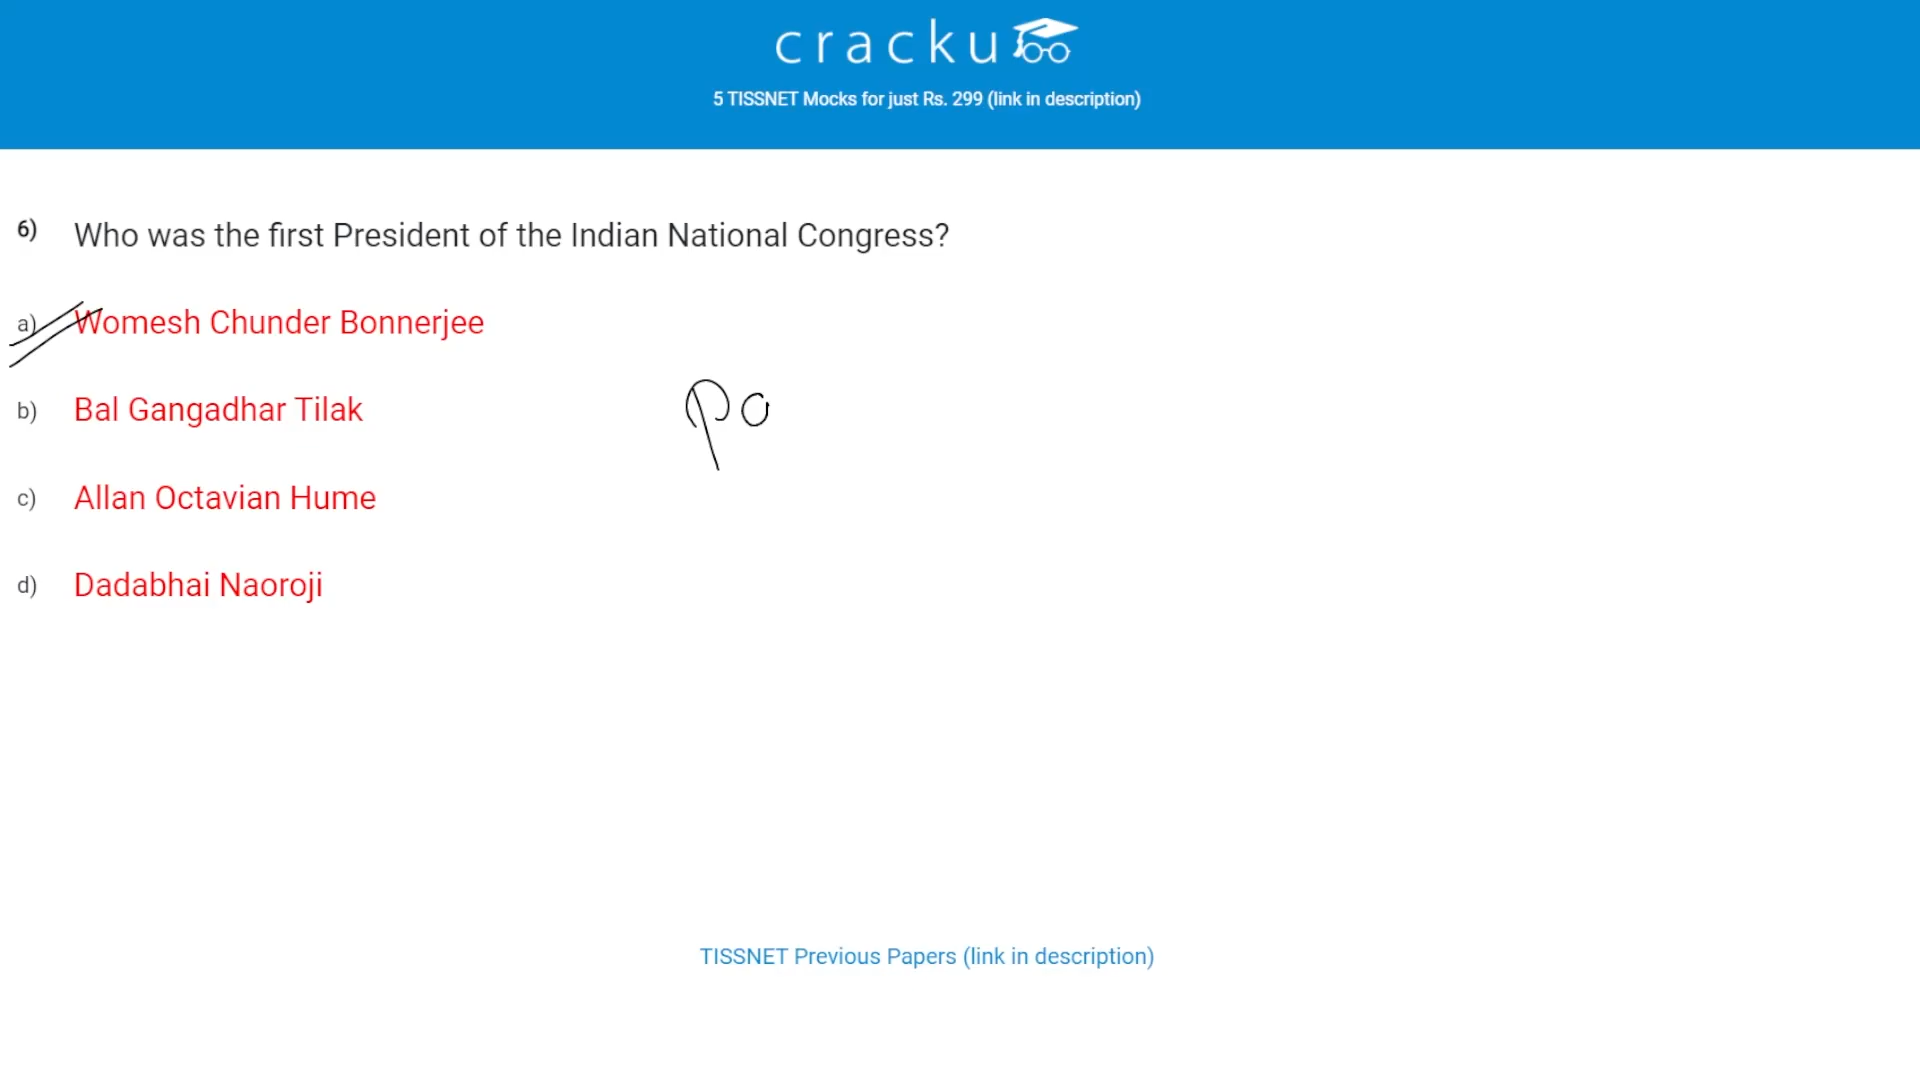 cracku
5 TISSNET Mocks for just Rs. 299 (link in description)
6) Who was the first President of the Indian National Congress?
a) Womesh Chunder Bonnerjee
b) Bal Gangadhar Tilak
po
c) Allan Octavian Hume
d) Dadabhai Naoroji
TISSNET Previous Papers (link in description)